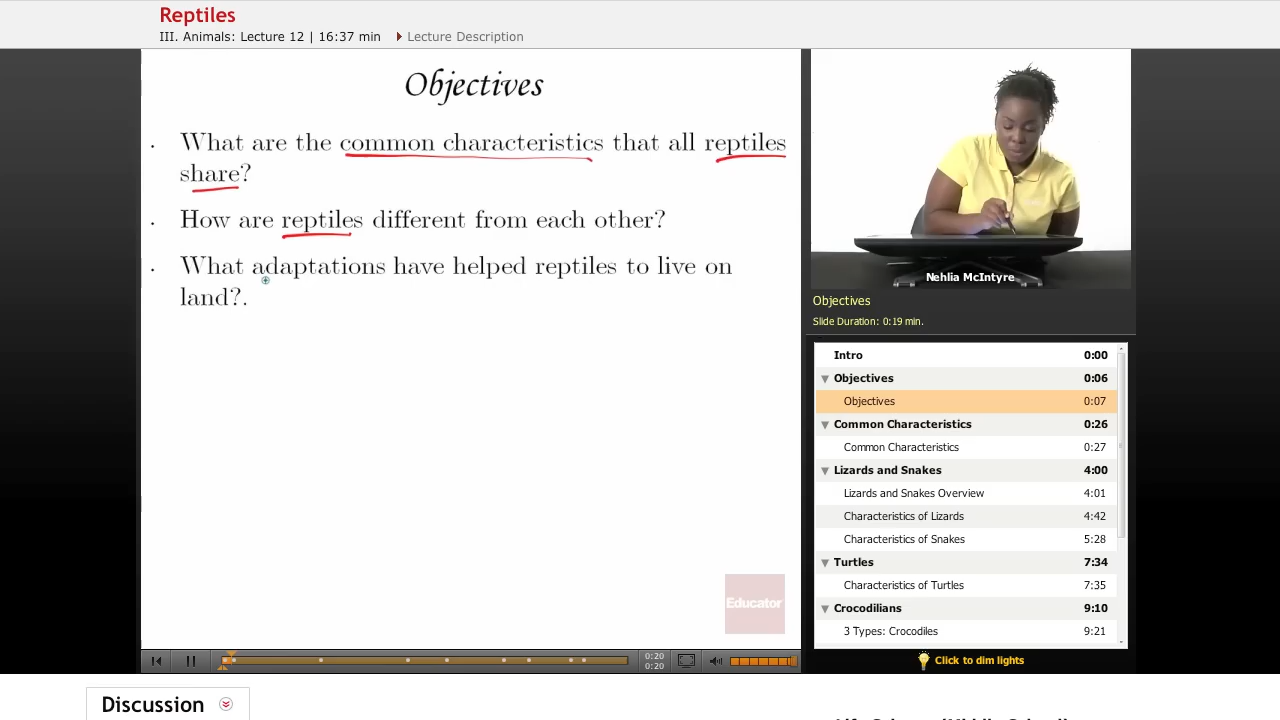 Reptiles
III. Animals: Lecture 12 | 16:37 min Lecture Description
Objectives
. What are the common characteristics that all reptiles
share?
. How are reptiles different from each other?
. What adaptations have helped reptiles to live on
land?.
Educator
Nehlia McIntyre
Objectives
Slide Duration: 0:19 min.
Intro 0:00
Objectives 0:06
Objectives 0:07
Common Characteristics 0:26
Common Characteristics 0:27
Lizards and Snakes 4:00
Lizards and Snakes Overview 4:01
Characteristics of Lizards 4:42
Characteristics of Snakes 5:28
Turtles 7:34
Characteristics of Turtles 7:35
Crocodilians 9:10
3 Types: Crocodiles 9:21
0:20
0:20
Click to dim lights
Discussion